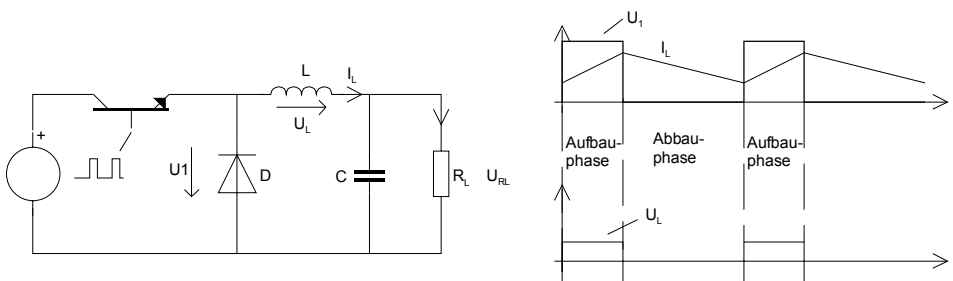 L
I_L
U_L
+
U1
D
C
R_L
U_RL
U_1
I_L
Aufbau-
phase
Abbau-
phase
Aufbau-
phase
U_L